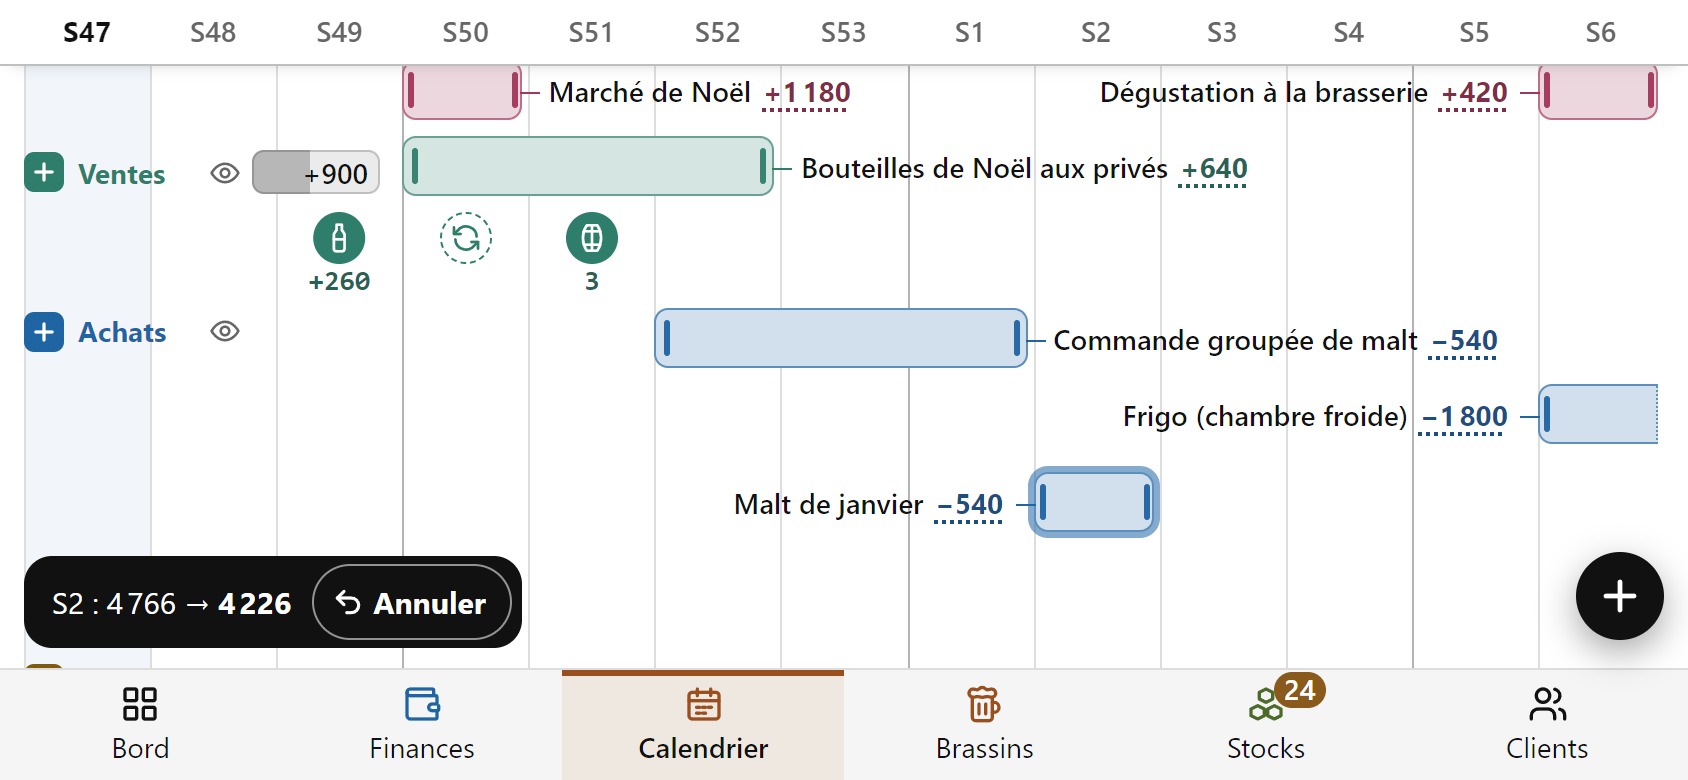 S47 S48 S49 S50 S51 S52 S53 S1 S2 S3 S4 S5 S6
Marché de Noël +1 180
Dégustation à la brasserie +420
Ventes
+900
Bouteilles de Noël aux privés +640
+260
3
Achats
Commande groupée de malt −540
Frigo (chambre froide) −1 800
Malt de janvier −540
S2 : 4 766 → 4 226
Annuler
24
Bord
Finances
Calendrier
Brassins
Stocks
Clients